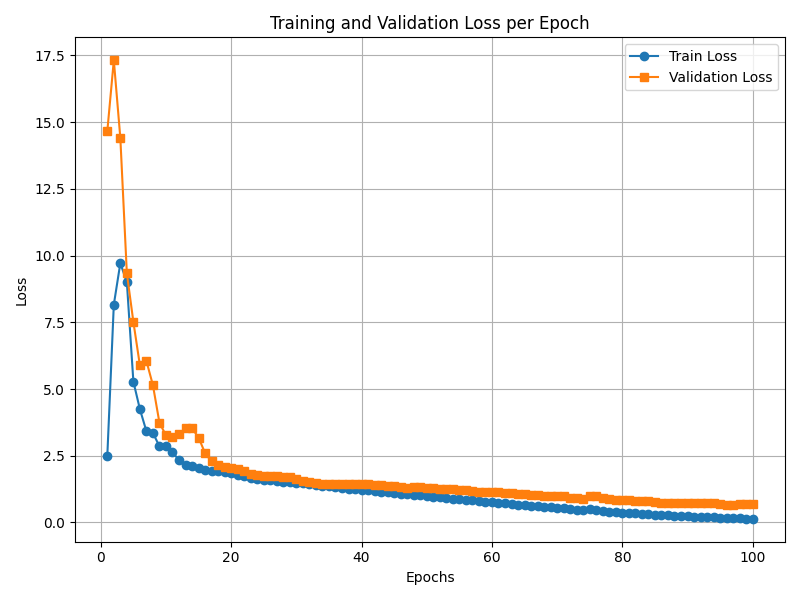 Training and Validation Loss per Epoch
Train Loss
Validation Loss
17.5
15.0
12.5
10.0
7.5
5.0
2.5
0.0
Loss
0 20 40 60 80 100
Epochs